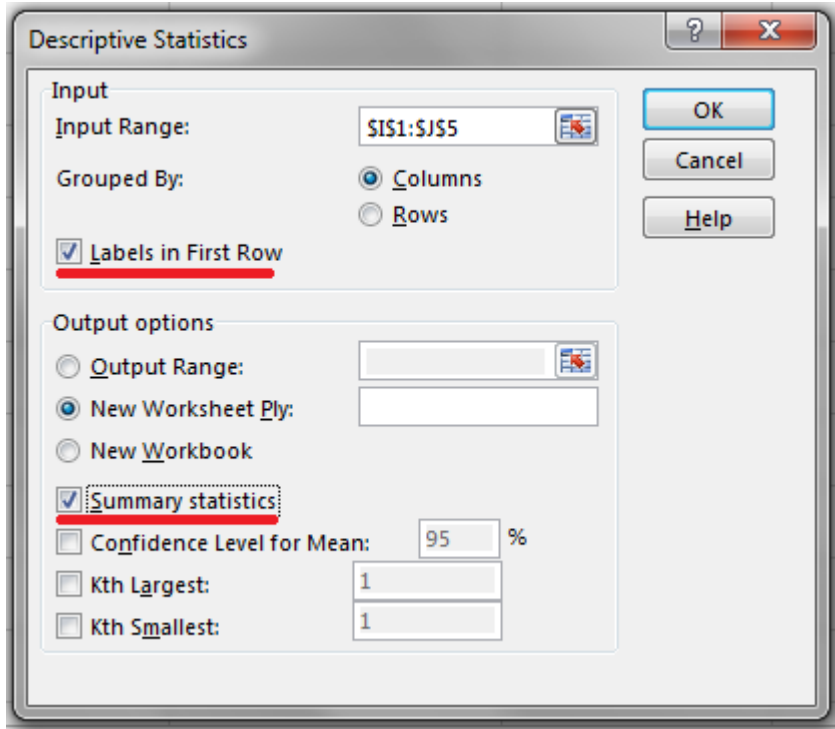 Descriptive Statistics
Input
Input Range: $I$1:$J$5
Grouped By: Columns
Rows
Labels in First Row
OK
Cancel
Help
Output options
Output Range:
New Worksheet Ply:
New Workbook
Summary statistics
Confidence Level for Mean: 95 %
Kth Largest: 1
Kth Smallest: 1